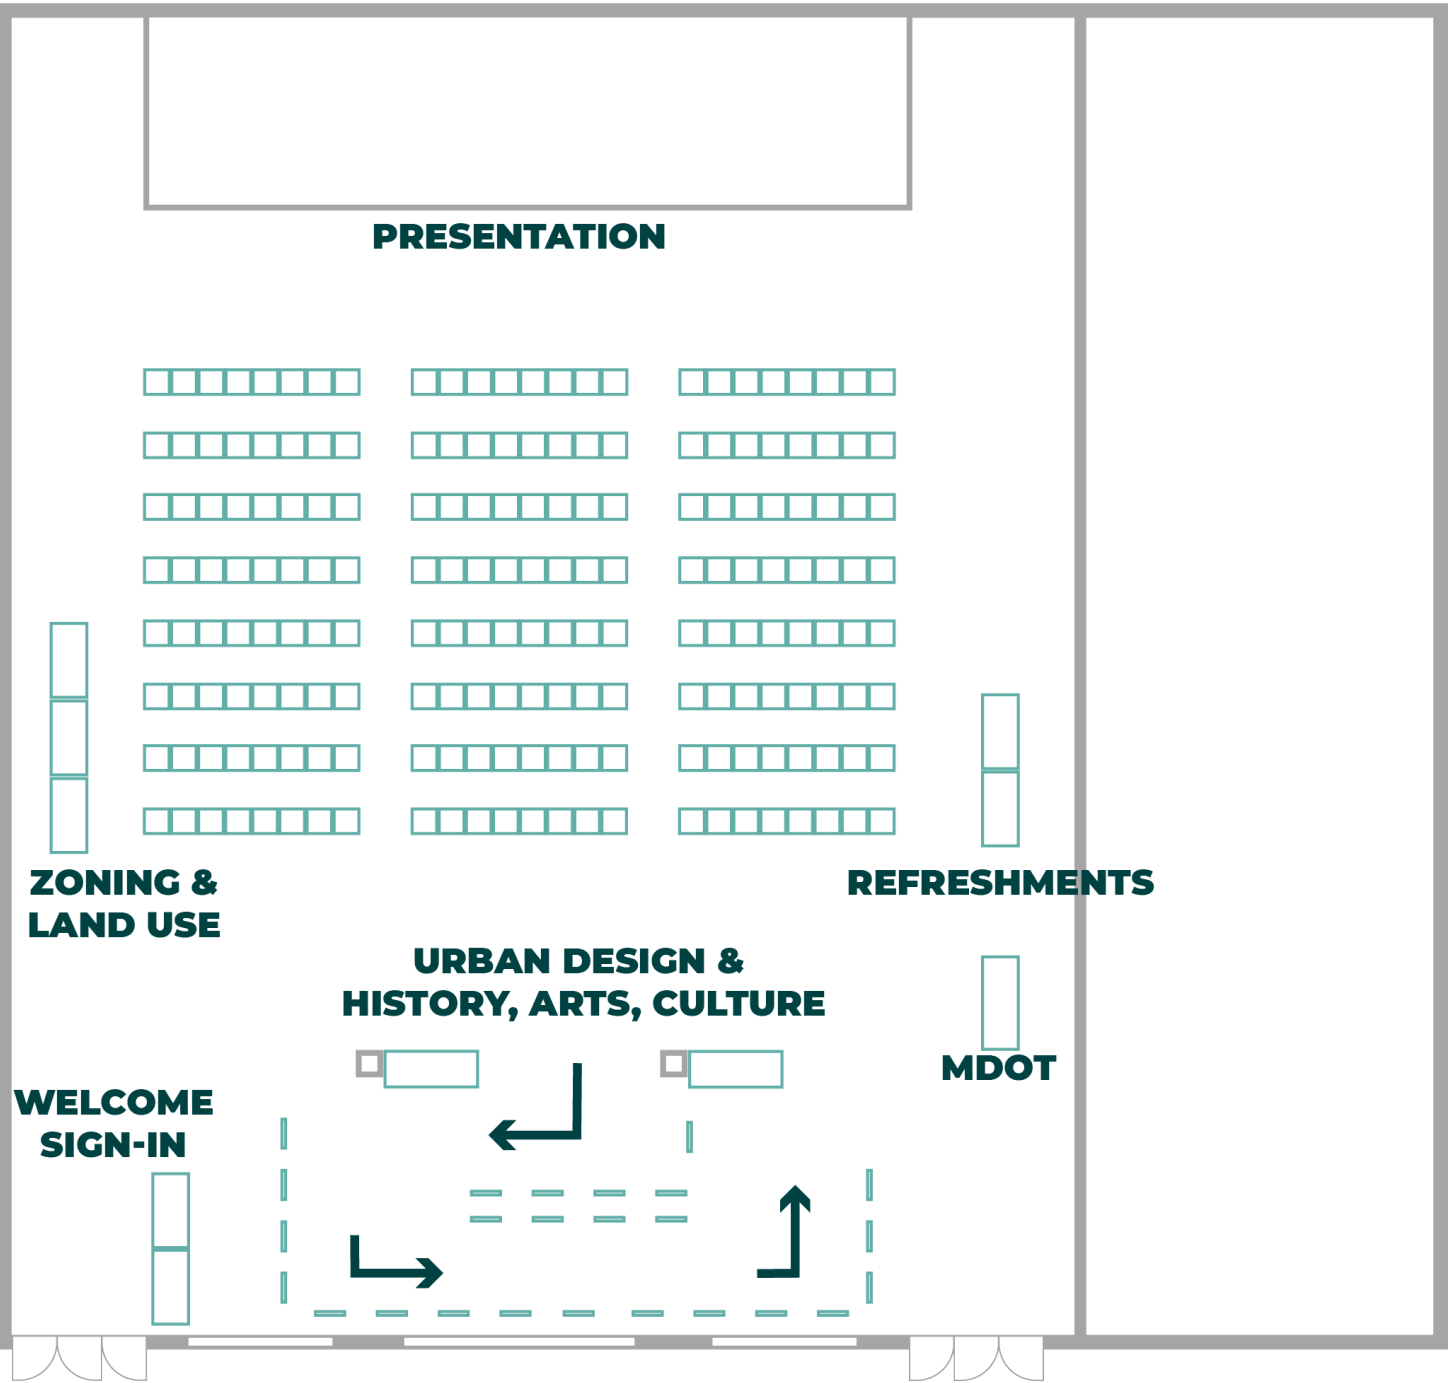 PRESENTATION
ZONING &
LAND USE
REFRESHMENTS
URBAN DESIGN &
HISTORY, ARTS, CULTURE
MDOT
WELCOME
SIGN-IN